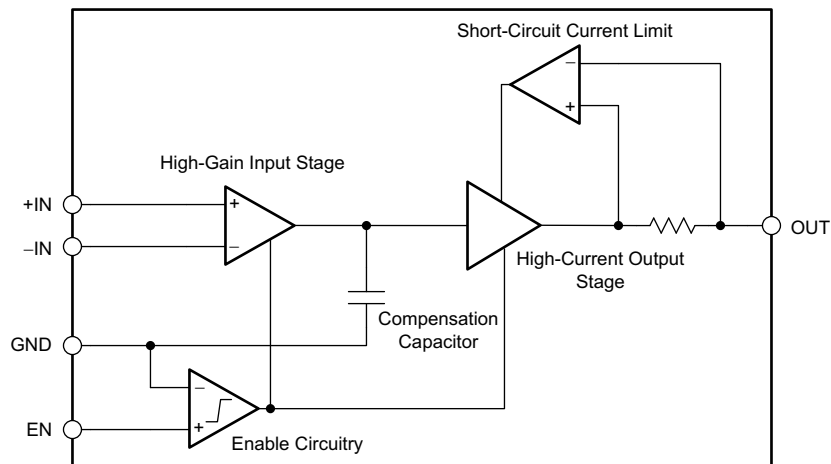 Short-Circuit Current Limit
−
+
High-Gain Input Stage
+IN
+
−IN
−
OUT
High-Current Output
Stage
Compensation
Capacitor
GND
−
+
EN
Enable Circuitry